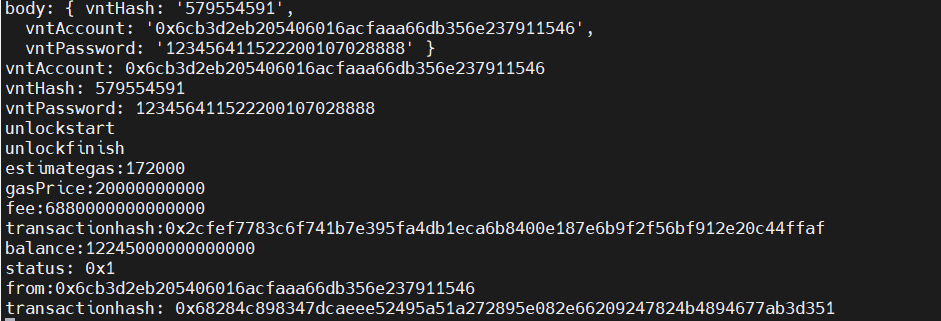 body: { vntHash: '579554591',
vntAccount: '0x6cb3d2eb205406016acfaaa66db356e237911546',
vntPassword: '123456411522200107028888' }
vntAccount: 0x6cb3d2eb205406016acfaaa66db356e237911546
vntHash: 579554591
vntPassword: 123456411522200107028888
unlockstart
unlockfinish
estimategas:172000
gasPrice:20000000000
fee:6880000000000000
transactionhash:0x2cfef7783c6f741b7e395fa4db1eca6b8400e187e6b9f2f56bf912e20c44ffaf
balance:12245000000000000
status: 0x1
from:0x6cb3d2eb205406016acfaaa66db356e237911546
transactionhash: 0x68284c898347dcaeee52495a51a272895e082e66209247824b4894677ab3d351